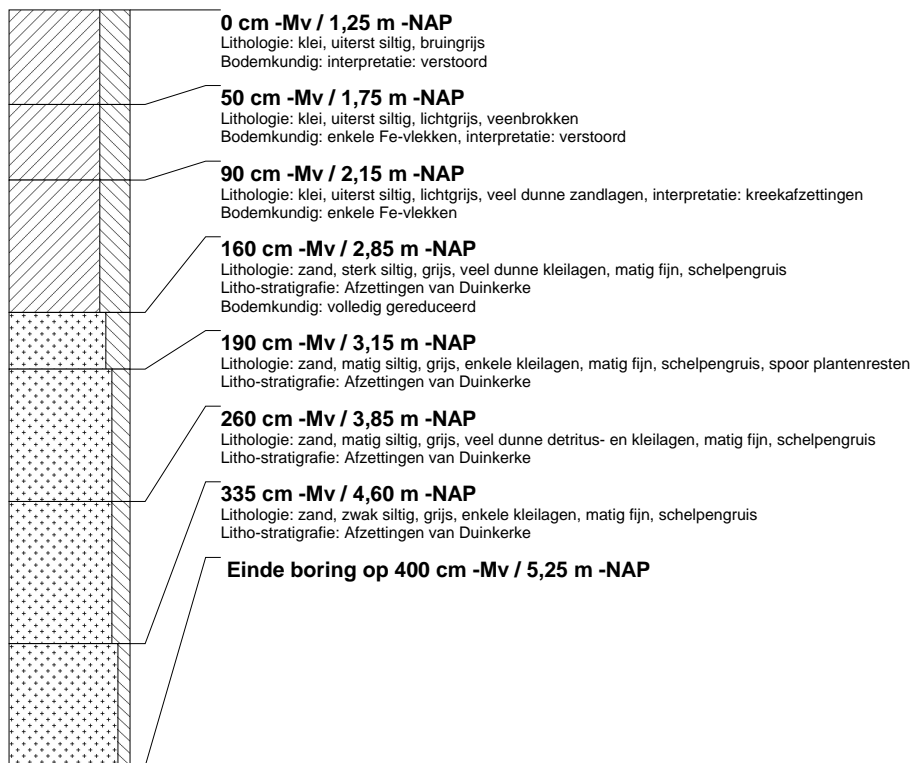 0 cm -Mv / 1,25 m -NAP
Lithologie: klei, uiterst siltig, bruingrijs
Bodemkundig: interpretatie: verstoord
50 cm -Mv / 1,75 m -NAP
Lithologie: klei, uiterst siltig, lichtgrijs, veenbrokken
Bodemkundig: enkele Fe-vlekken, interpretatie: verstoord
90 cm -Mv / 2,15 m -NAP
Lithologie: klei, uiterst siltig, lichtgrijs, veel dunne zandlagen, interpretatie: kreekafzettingen
Bodemkundig: enkele Fe-vlekken
160 cm -Mv / 2,85 m -NAP
Lithologie: zand, sterk siltig, grijs, veel dunne kleilagen, matig fijn, schelpengruis
Litho-stratigrafie: Afzettingen van Duinkerke
Bodemkundig: volledig gereduceerd
190 cm -Mv / 3,15 m -NAP
Lithologie: zand, matig siltig, grijs, enkele kleilagen, matig fijn, schelpengruis, spoor plantenresten
Litho-stratigrafie: Afzettingen van Duinkerke
260 cm -Mv / 3,85 m -NAP
Lithologie: zand, matig siltig, grijs, veel dunne detritus- en kleilagen, matig fijn, schelpengruis
Litho-stratigrafie: Afzettingen van Duinkerke
335 cm -Mv / 4,60 m -NAP
Lithologie: zand, zwak siltig, grijs, enkele kleilagen, matig fijn, schelpengruis
Litho-stratigrafie: Afzettingen van Duinkerke
Einde boring op 400 cm -Mv / 5,25 m -NAP